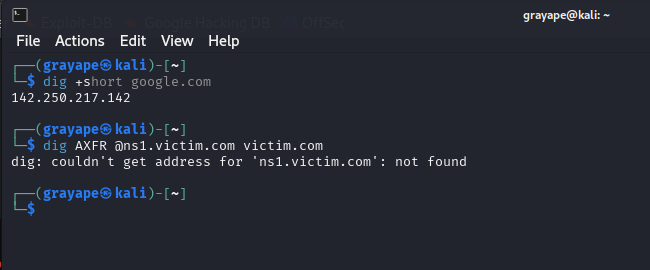 Exploit-DB Google Hacking DB OffSec
grayape@kali: ~
File Actions Edit View Help
┌──(grayape㉿kali)-[~]
└─$ dig +short google.com
142.250.217.142
┌──(grayape㉿kali)-[~]
└─$ dig AXFR @ns1.victim.com victim.com
dig: couldn't get address for 'ns1.victim.com': not found
┌──(grayape㉿kali)-[~]
└─$